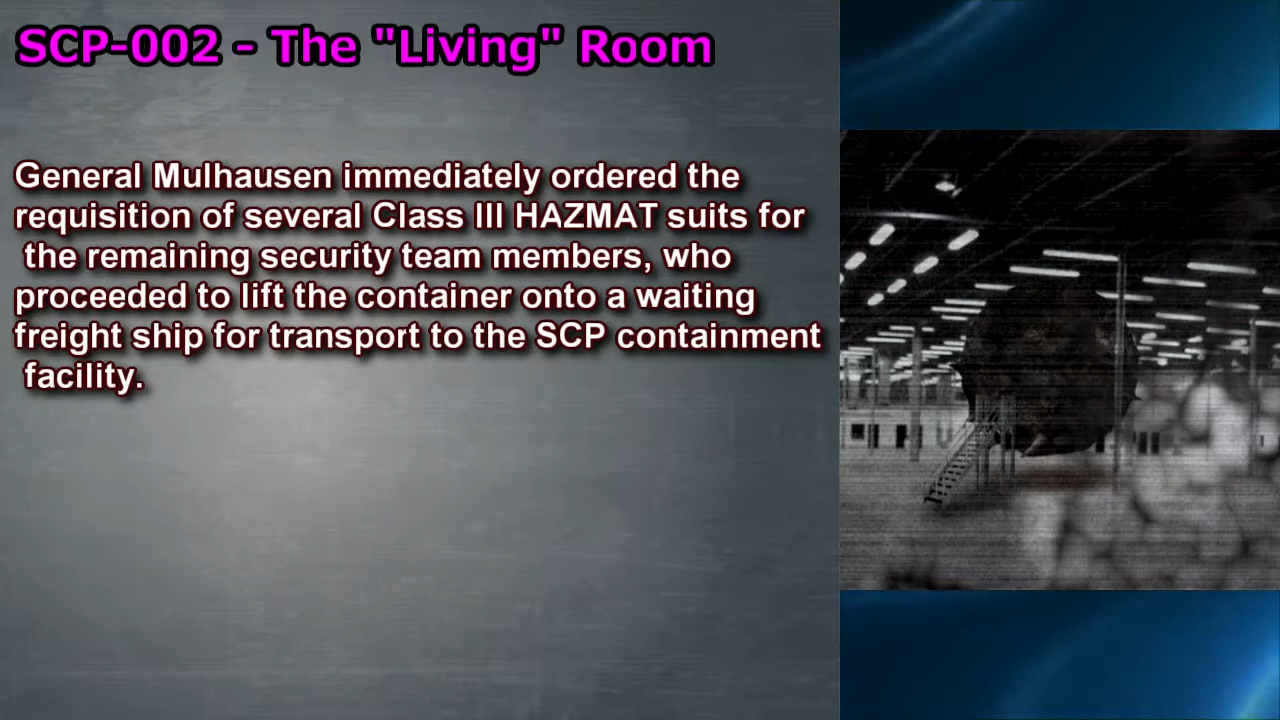 SCP-002 - The "Living" Room
General Mulhausen immediately ordered the
requisition of several Class III HAZMAT suits for
the remaining security team members, who
proceeded to lift the container onto a waiting
freight ship for transport to the SCP containment
facility.